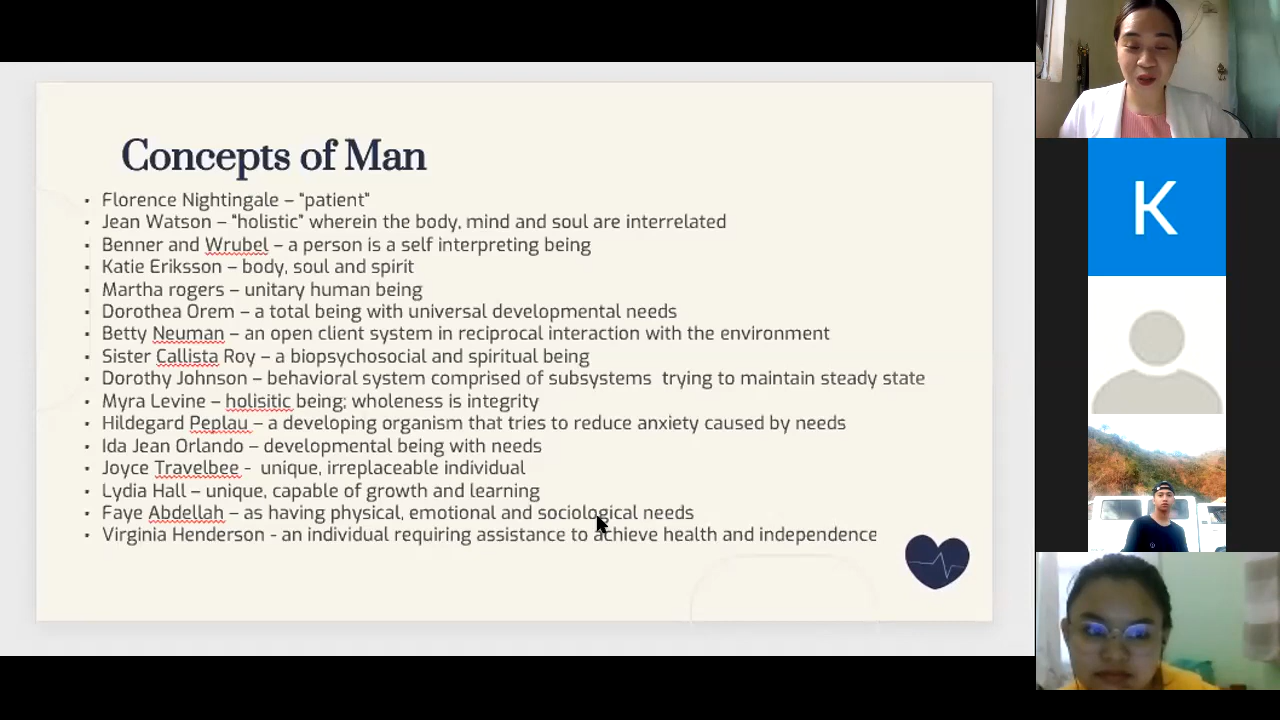 Concepts of Man
• Florence Nightingale – "patient"
• Jean Watson – "holistic" wherein the body, mind and soul are interrelated
• Benner and Wrubel – a person is a self interpreting being
• Katie Eriksson – body, soul and spirit
• Martha rogers – unitary human being
• Dorothea Orem – a total being with universal developmental needs
• Betty Neuman – an open client system in reciprocal interaction with the environment
• Sister Callista Roy – a biopsychosocial and spiritual being
• Dorothy Johnson – behavioral system comprised of subsystems  trying to maintain steady state
• Myra Levine – holisitic being; wholeness is integrity
• Hildegard Peplau – a developing organism that tries to reduce anxiety caused by needs
• Ida Jean Orlando – developmental being with needs
• Joyce Travelbee -  unique, irreplaceable individual
• Lydia Hall – unique, capable of growth and learning
• Faye Abdellah – as having physical, emotional and sociological needs
• Virginia Henderson - an individual requiring assistance to achieve health and independence
K